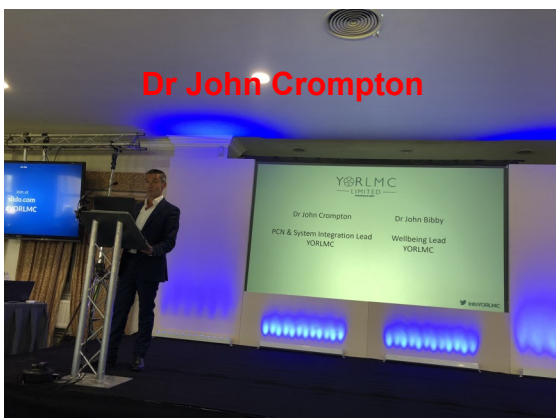 Dr John Crompton
Join at
slido.com
#YORLMC
YORLMC
LIMITED
Dr John Crompton
PCN & System Integration Lead
YORLMC
Dr John Bibby
Wellbeing Lead
YORLMC